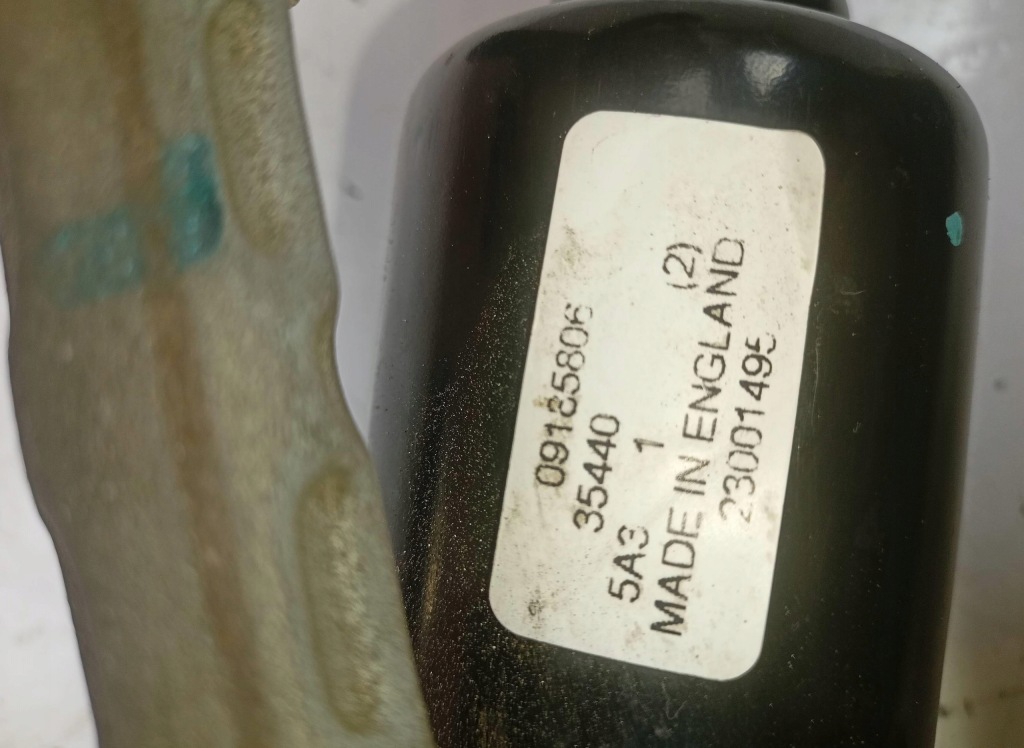 09185806
35440
5A3 1 (2)
MADE IN ENGLAND
23001495